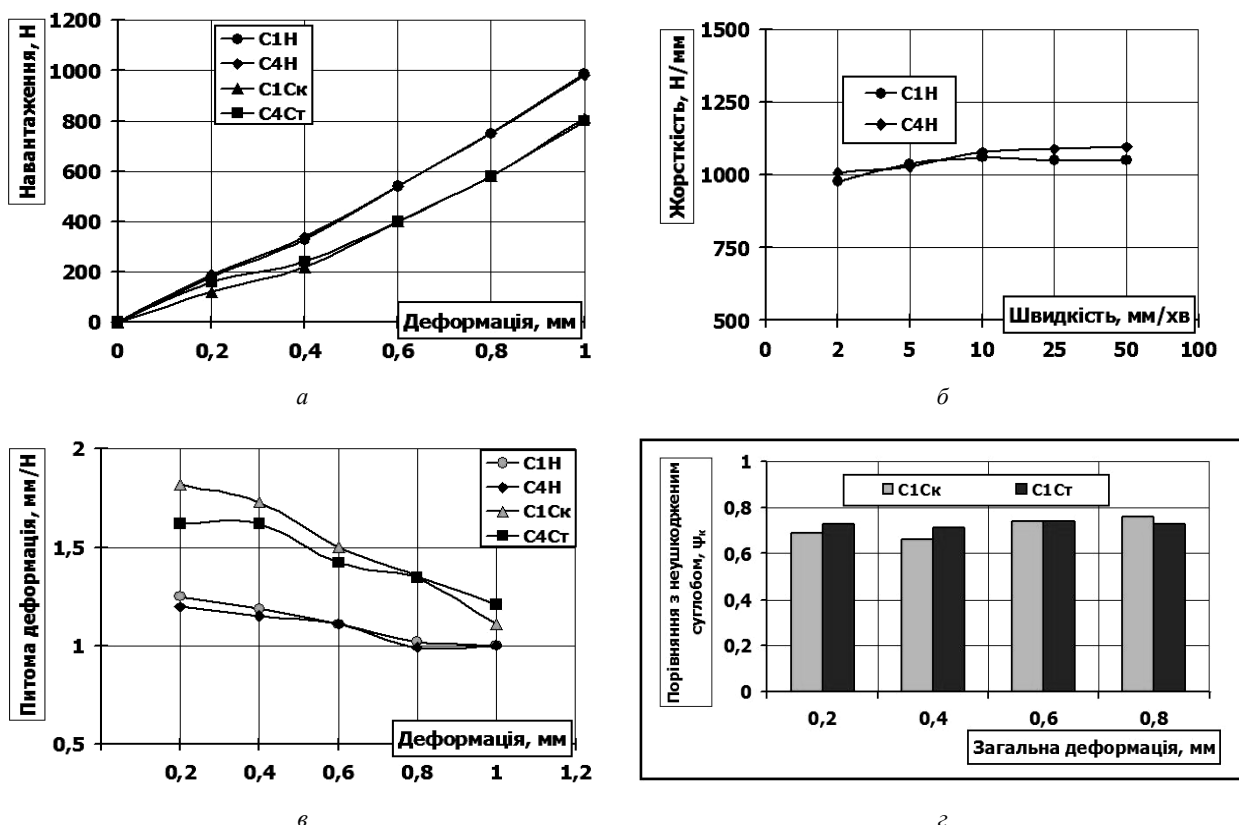 Навантаження, Н
1200
1000
800
600
400
200
0
С1Н
С4Н
С1Ск
С4Ст
Деформація, мм
0 0,2 0,4 0,6 0,8 1
а
Жорсткість, Н/мм
1500
1250
1000
750
500
С1Н
С4Н
Швидкість, мм/хв
0 2 5 10 25 50 100
б
Питома деформація, мм/Н
2
1,5
1
0,5
С1Н
С4Н
С1Ск
С4Ст
Деформація, мм
0,2 0,4 0,6 0,8 1 1,2
в
Порівняння з неушкодженим
суглобом, Ψк
1
0,8
0,6
0,4
0,2
0
С1Ск С1Ст
0,2 0,4 0,6 0,8
Загальна деформація, мм
г